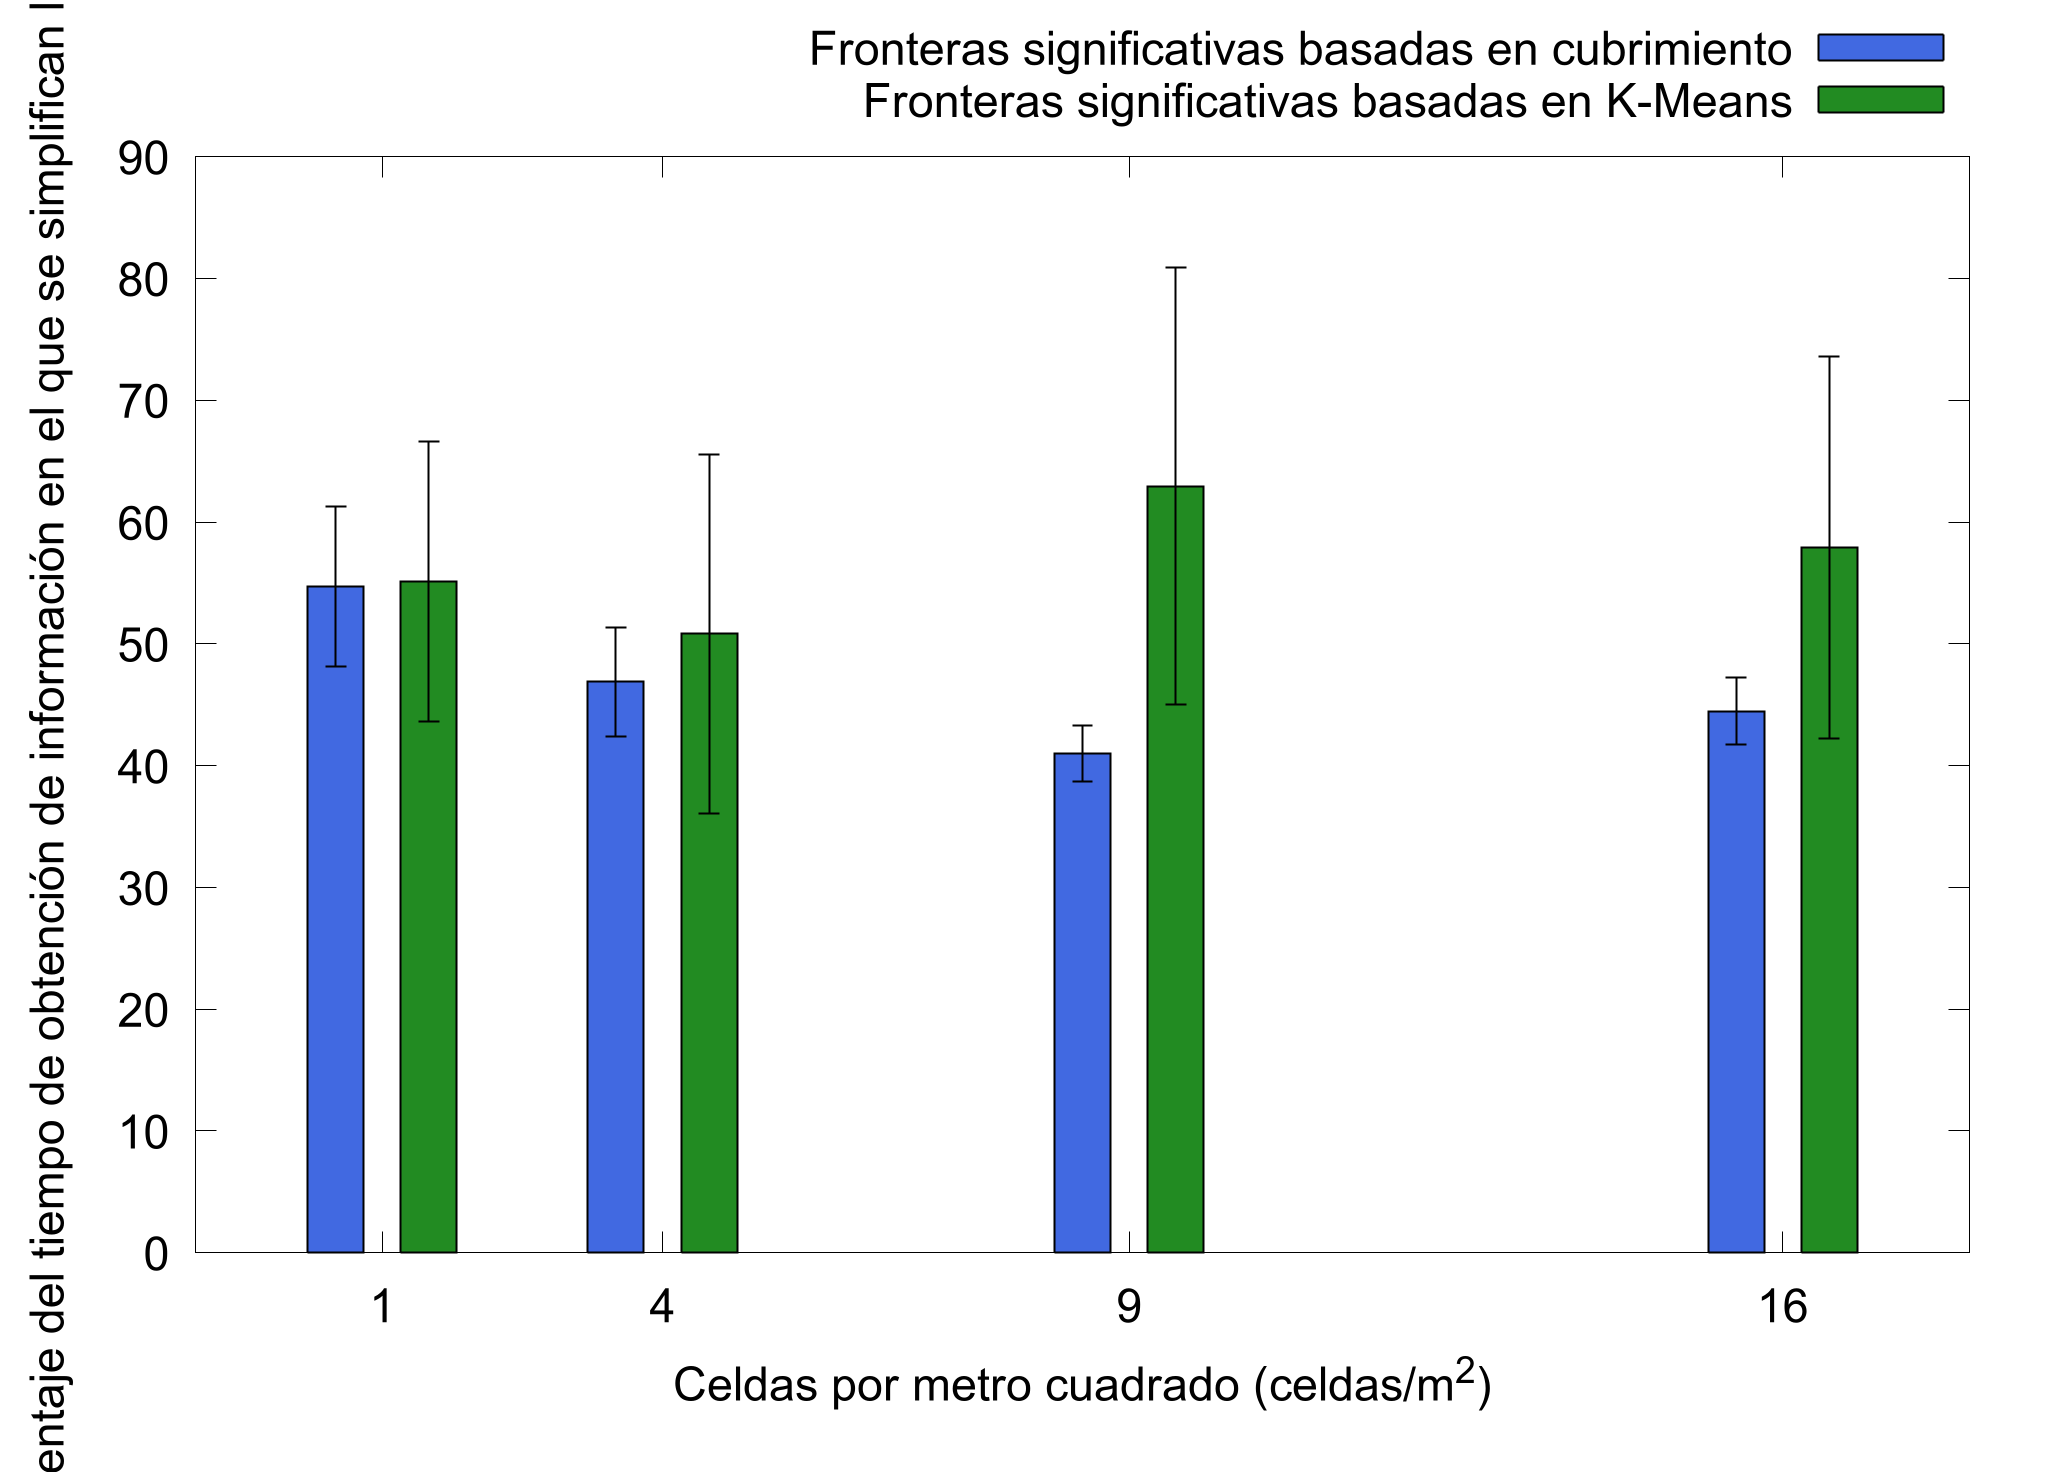 Fronteras significativas basadas en cubrimiento
Fronteras significativas basadas en K-Means
del tiempo de obtención de información en el que se simplifican
90
80
70
60
50
40
30
20
10
0
1 4 9 16
Celdas por metro cuadrado (celdas/m²)